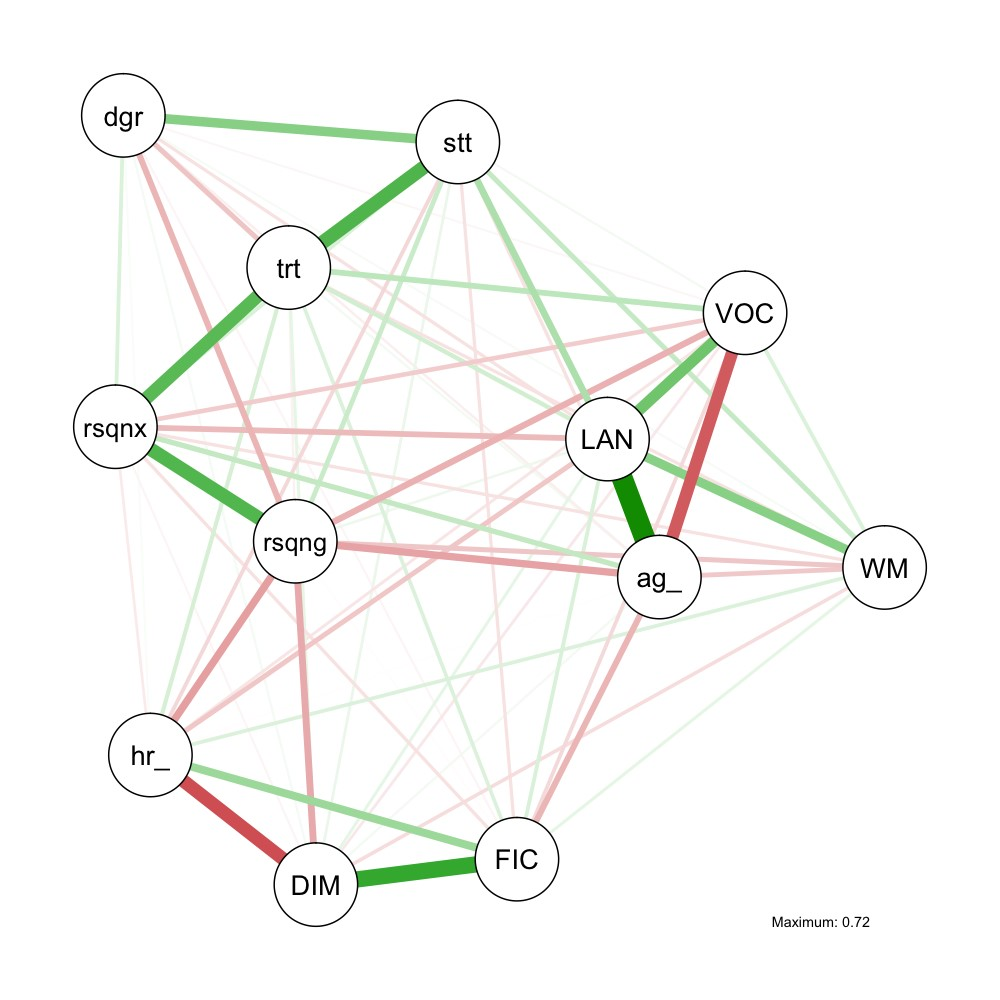 dgr
stt
trt
VOC
rsqnx
LAN
rsqng
ag_
WM
hr_
DIM
FIC
Maximum: 0.72